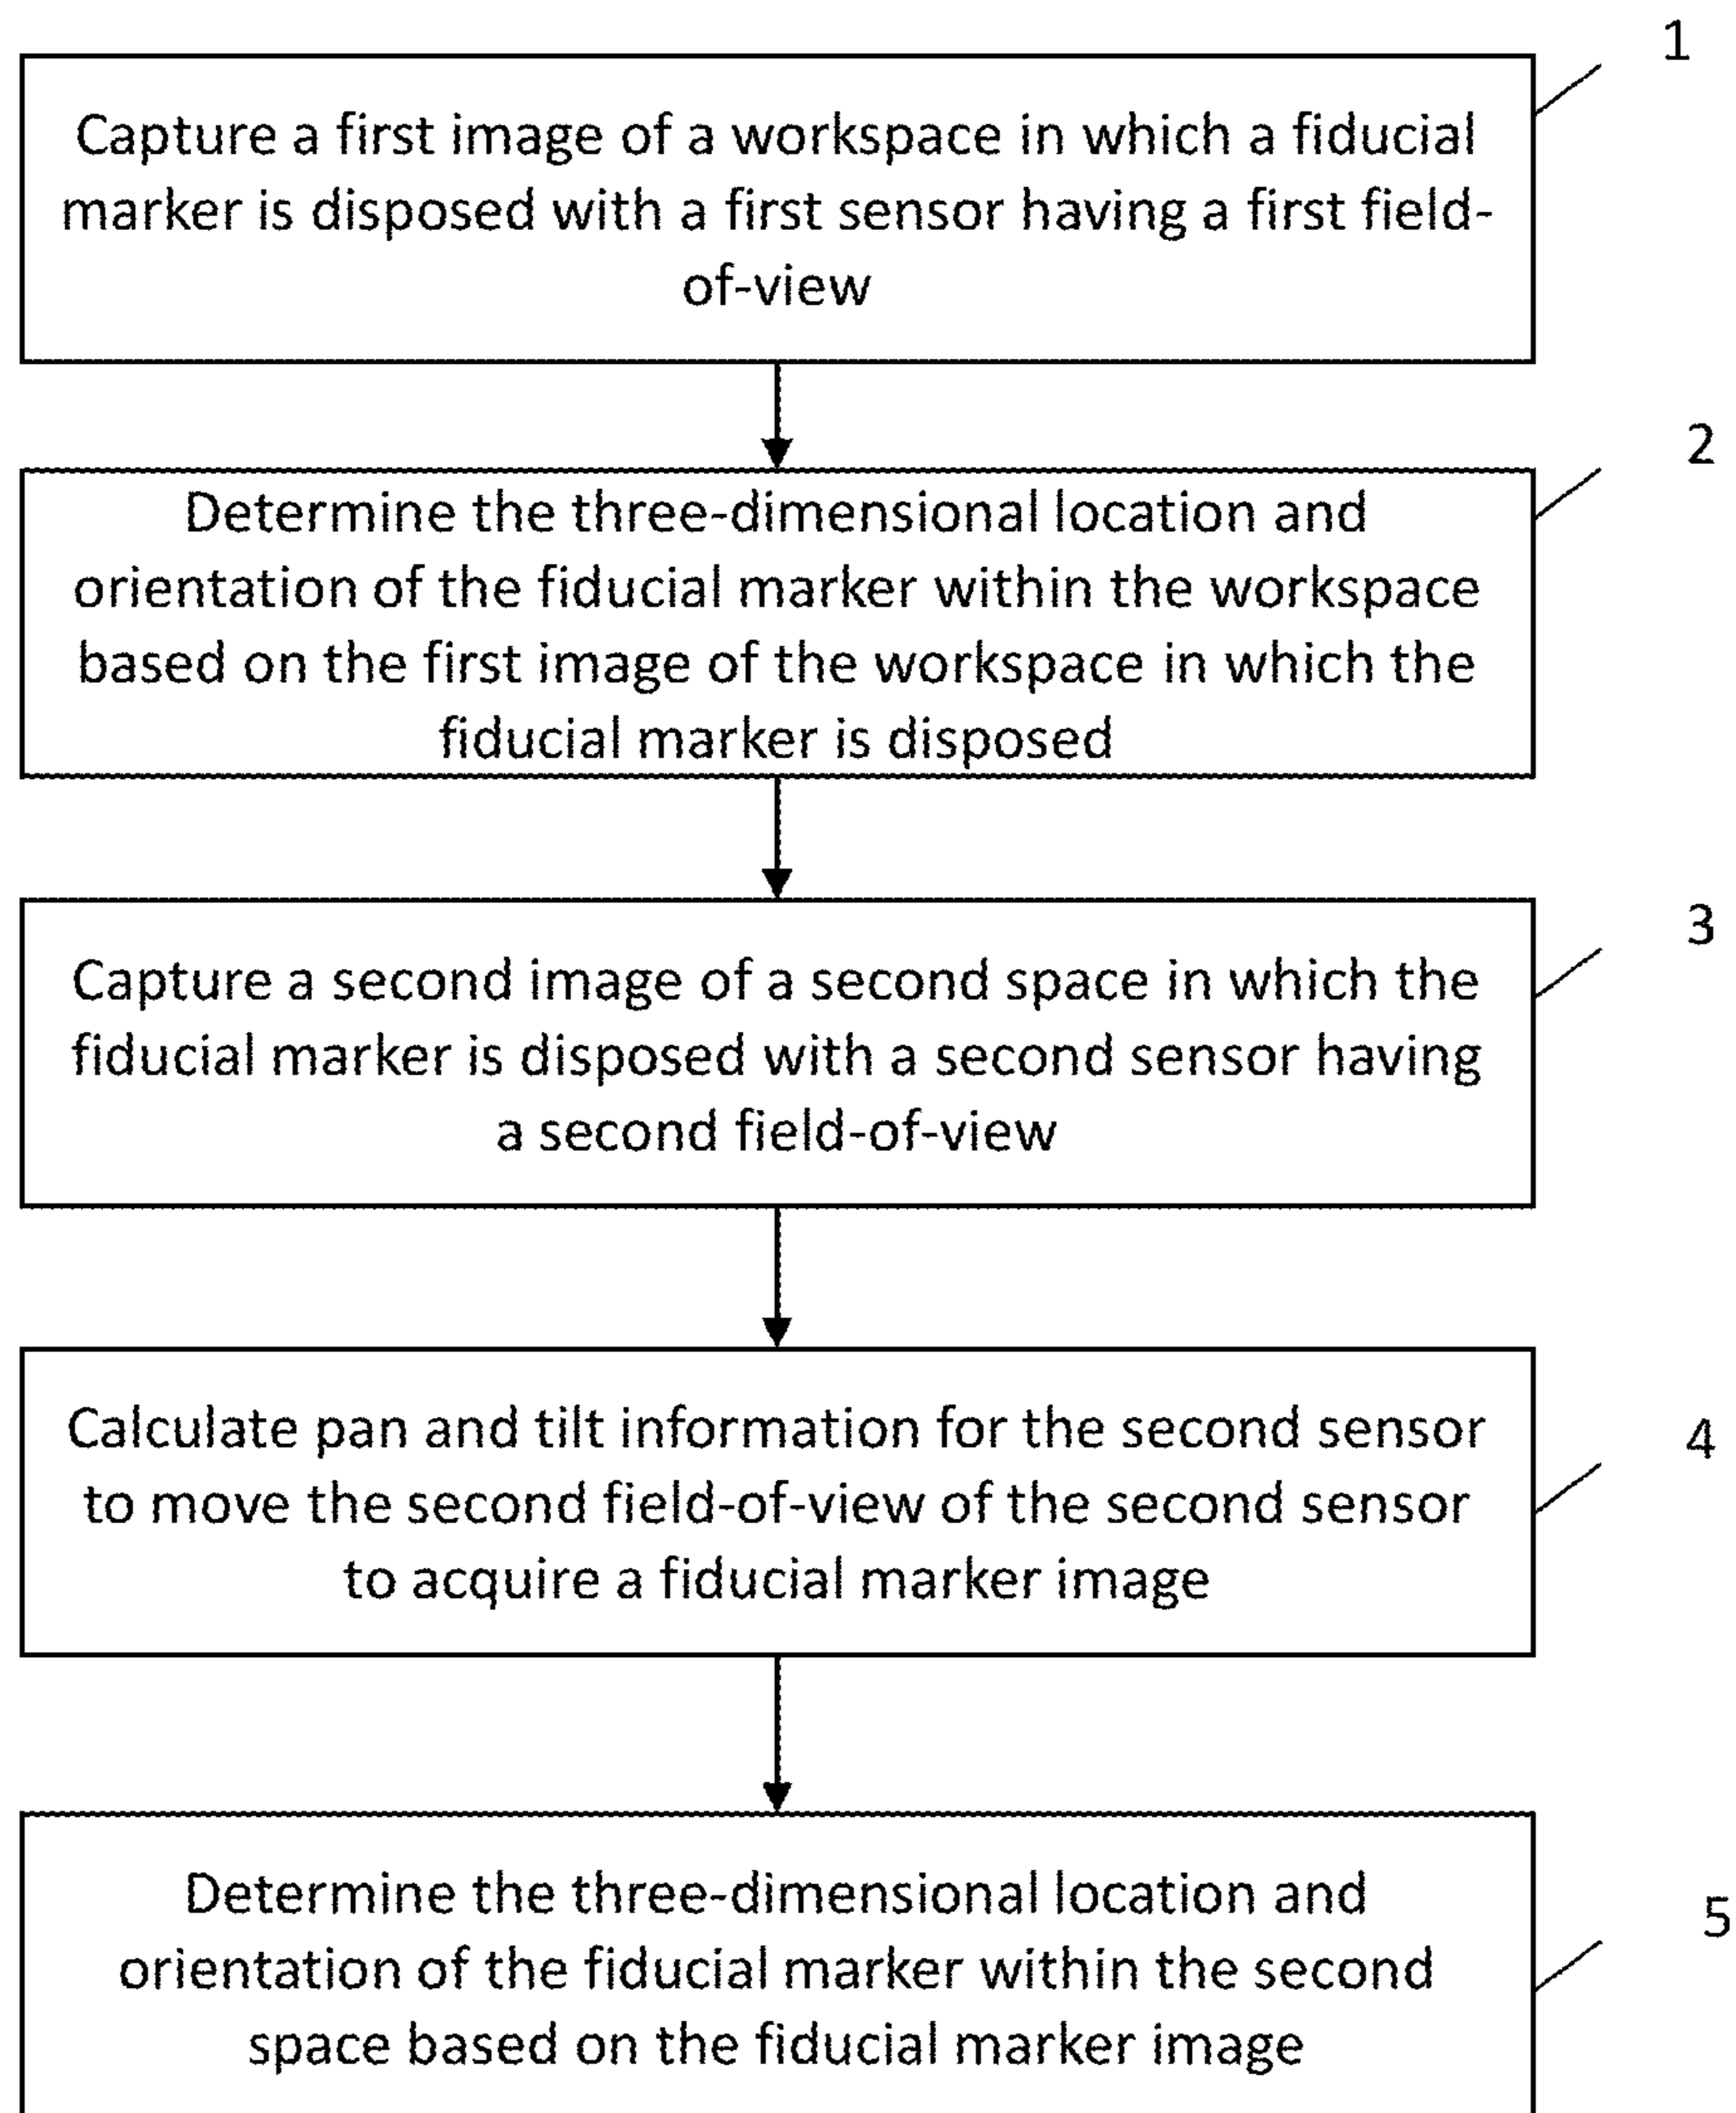 1
Capture a first image of a workspace in which a fiducial
marker is disposed with a first sensor having a first field-
of-view
2
Determine the three-dimensional location and
orientation of the fiducial marker within the workspace
based on the first image of the workspace in which the
fiducial marker is disposed
3
Capture a second image of a second space in which the
fiducial marker is disposed with a second sensor having
a second field-of-view
4
Calculate pan and tilt information for the second sensor
to move the second field-of-view of the second sensor
to acquire a fiducial marker image
5
Determine the three-dimensional location and
orientation of the fiducial marker within the second
space based on the fiducial marker image